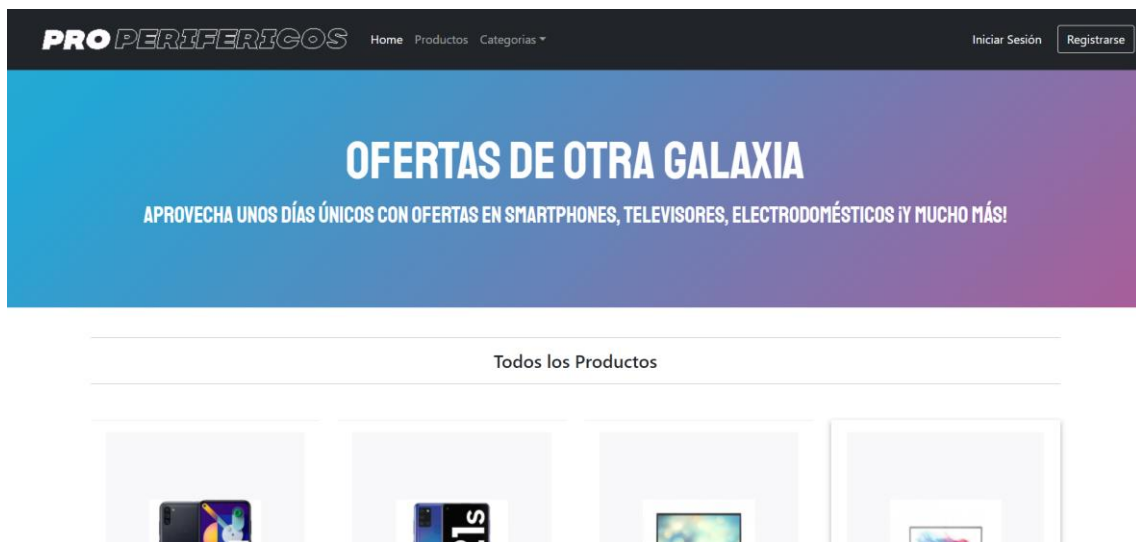 PRO PERIFERICOS Home Productos Categorias Iniciar Sesión Registrarse
OFERTAS DE OTRA GALAXIA
APROVECHA UNOS DÍAS ÚNICOS CON OFERTAS EN SMARTPHONES, TELEVISORES, ELECTRODOMÉSTICOS ¡Y MUCHO MÁS!
Todos los Productos
21s